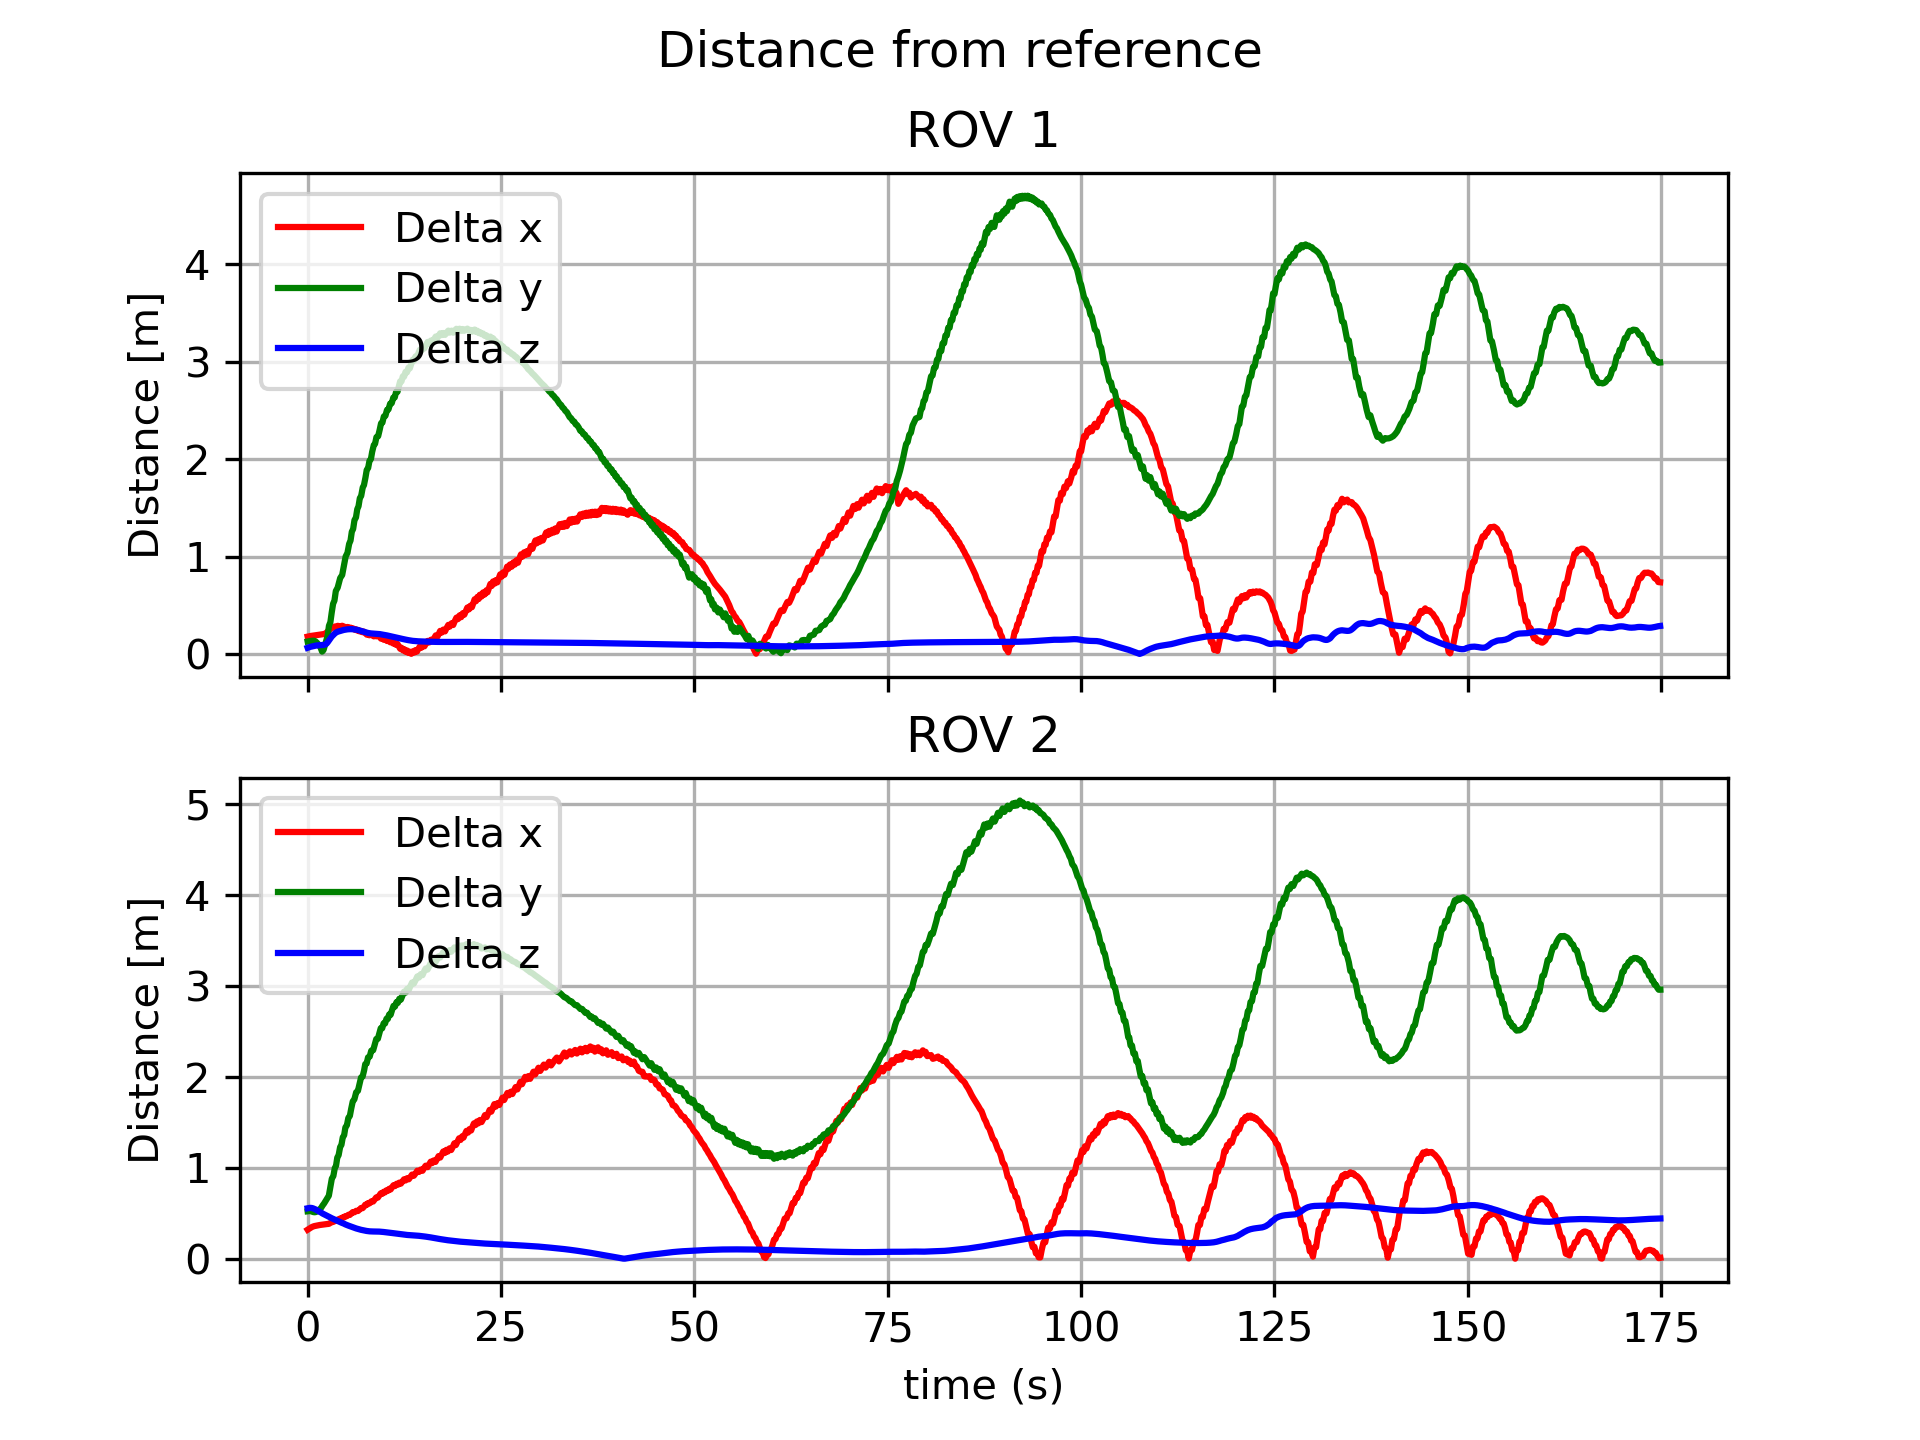 Distance from reference
ROV 1
Delta x
Delta y
Delta z
Distance [m]
4
3
2
1
0
ROV 2
Delta x
Delta y
Delta z
Distance [m]
5
4
3
2
1
0
0 25 50 75 100 125 150 175
time (s)